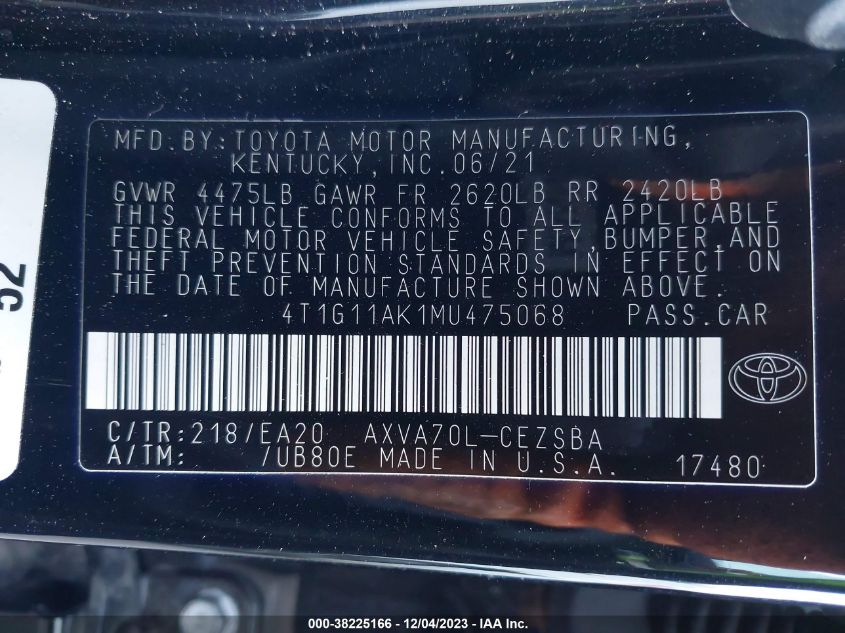 52
MFD.BY:TOYOTA MOTOR MANUFACTURING,
KENTUCKY,INC.06/21
GVWR 4475LB GAWR FR 2620LB RR 2420LB
THIS VEHICLE CONFORMS TO ALL APPLICABLE
FEDERAL MOTOR VEHICLE SAFETY,BUMPER,AND
THEFT PREVENTION STANDARDS IN EFFECT ON
THE DATE OF MANUFACTURE SHOWN ABOVE.
4T1G11AK1MU475068 PASS.CAR
C/TR:218/EA20 AXVA70L-CEZSBA
A/TM: /UB80E MADE IN U.S.A. 17480
000-38225166 - 12/04/2023 - IAA Inc.